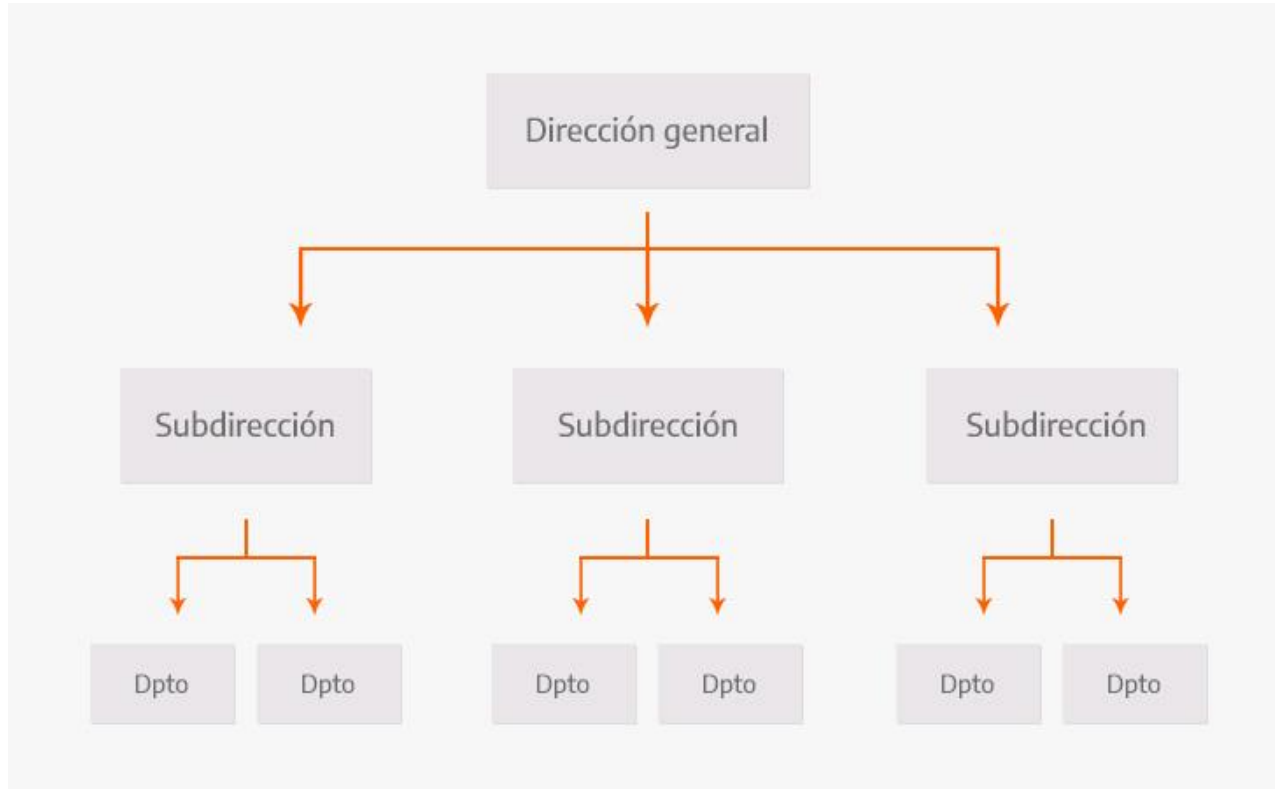 Dirección general
Subdirección
Subdirección
Subdirección
Dpto
Dpto
Dpto
Dpto
Dpto
Dpto